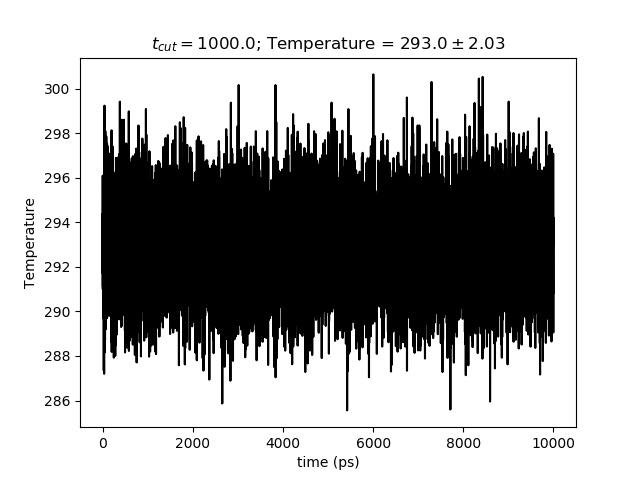 t_cut = 1000.0; Temperature = 293.0 ± 2.03
Temperature
300
298
296
294
292
290
288
286
0 2000 4000 6000 8000 10000
time (ps)